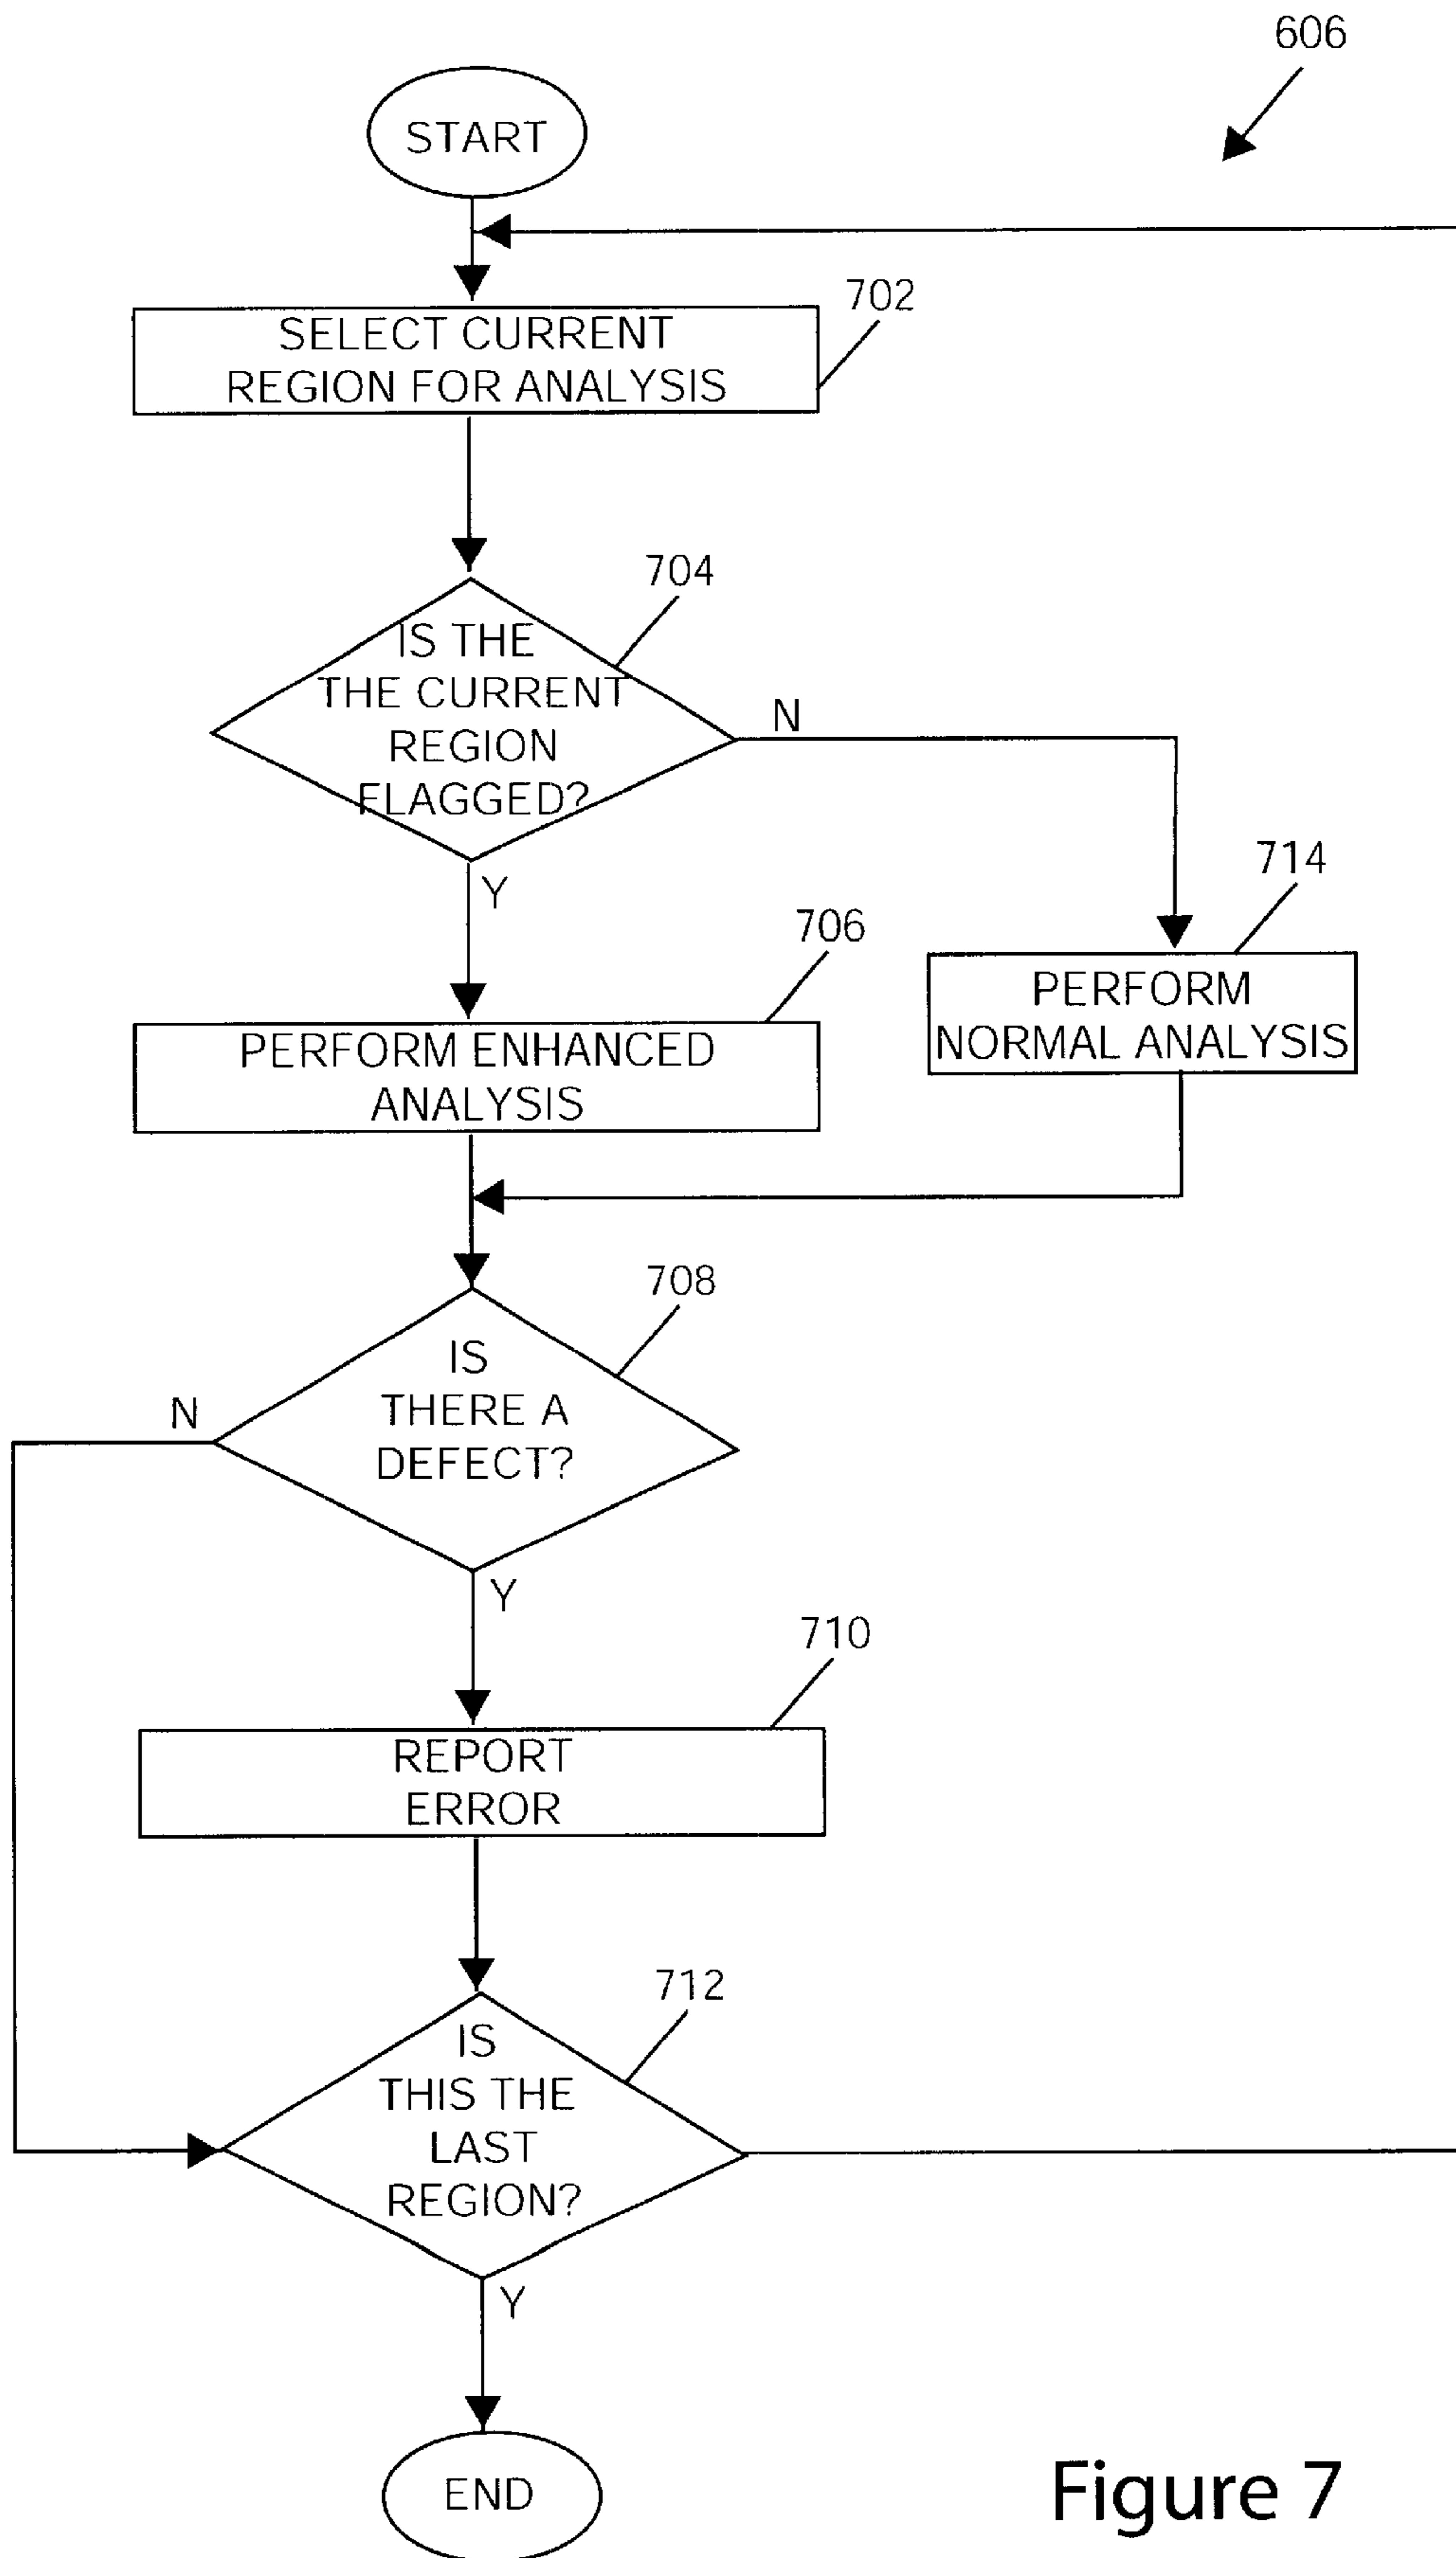 606
START
702
SELECT CURRENT
REGION FOR ANALYSIS
704
IS THE
THE CURRENT
REGION
FLAGGED?
N
Y
714
PERFORM
NORMAL ANALYSIS
706
PERFORM ENHANCED
ANALYSIS
708
IS
THERE A
DEFECT?
N
Y
710
REPORT
ERROR
712
IS
THIS THE
LAST
REGION?
Y
END
Figure 7